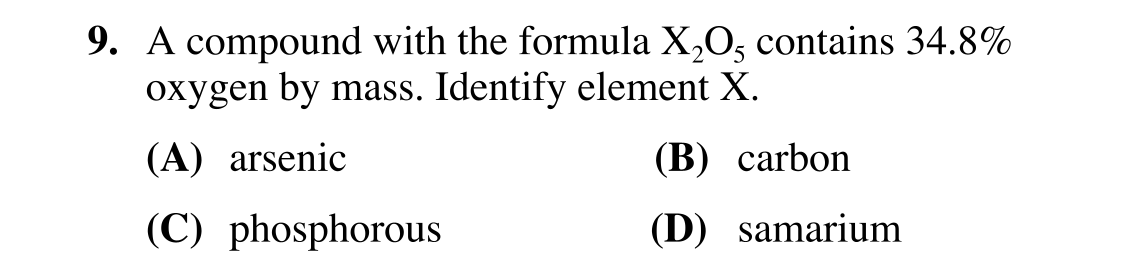 9. A compound with the formula X₂O₅ contains 34.8%
oxygen by mass. Identify element X.
(A) arsenic (B) carbon
(C) phosphorous (D) samarium